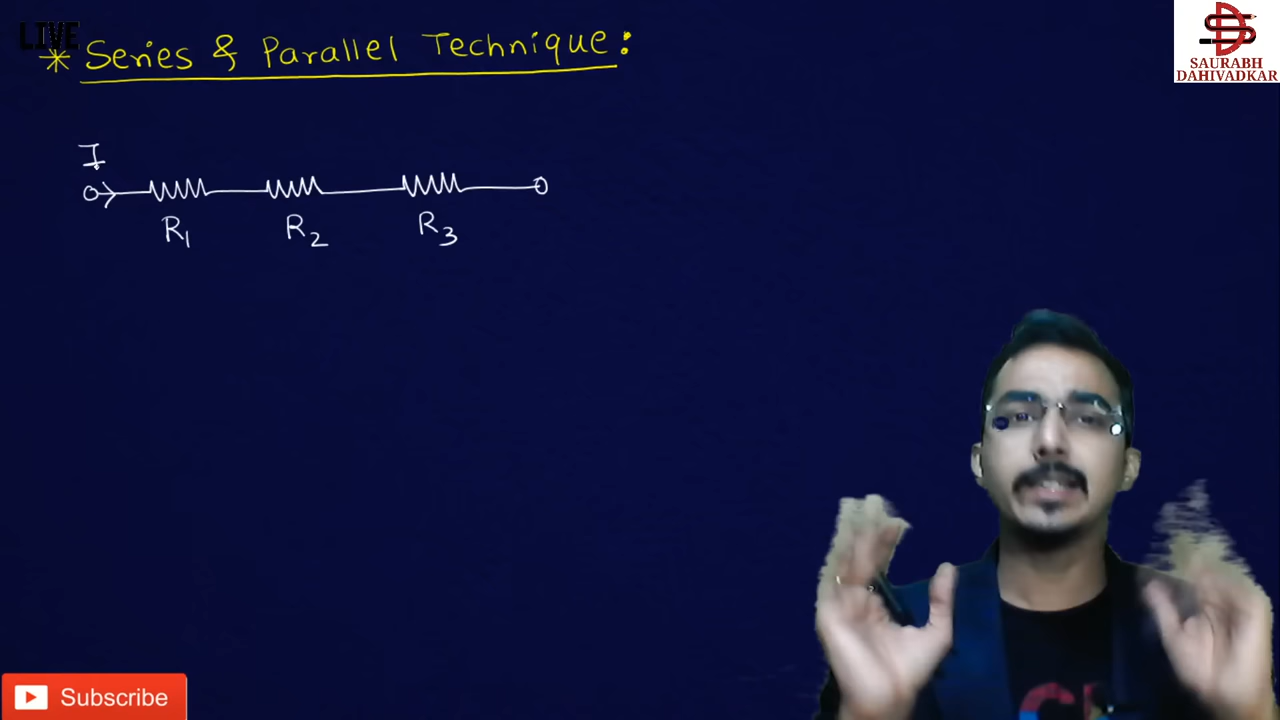 LIVE
* Series & Parallel Technique:
SAURABH
DAHIVADKAR
I
R1 R2 R3
Subscribe